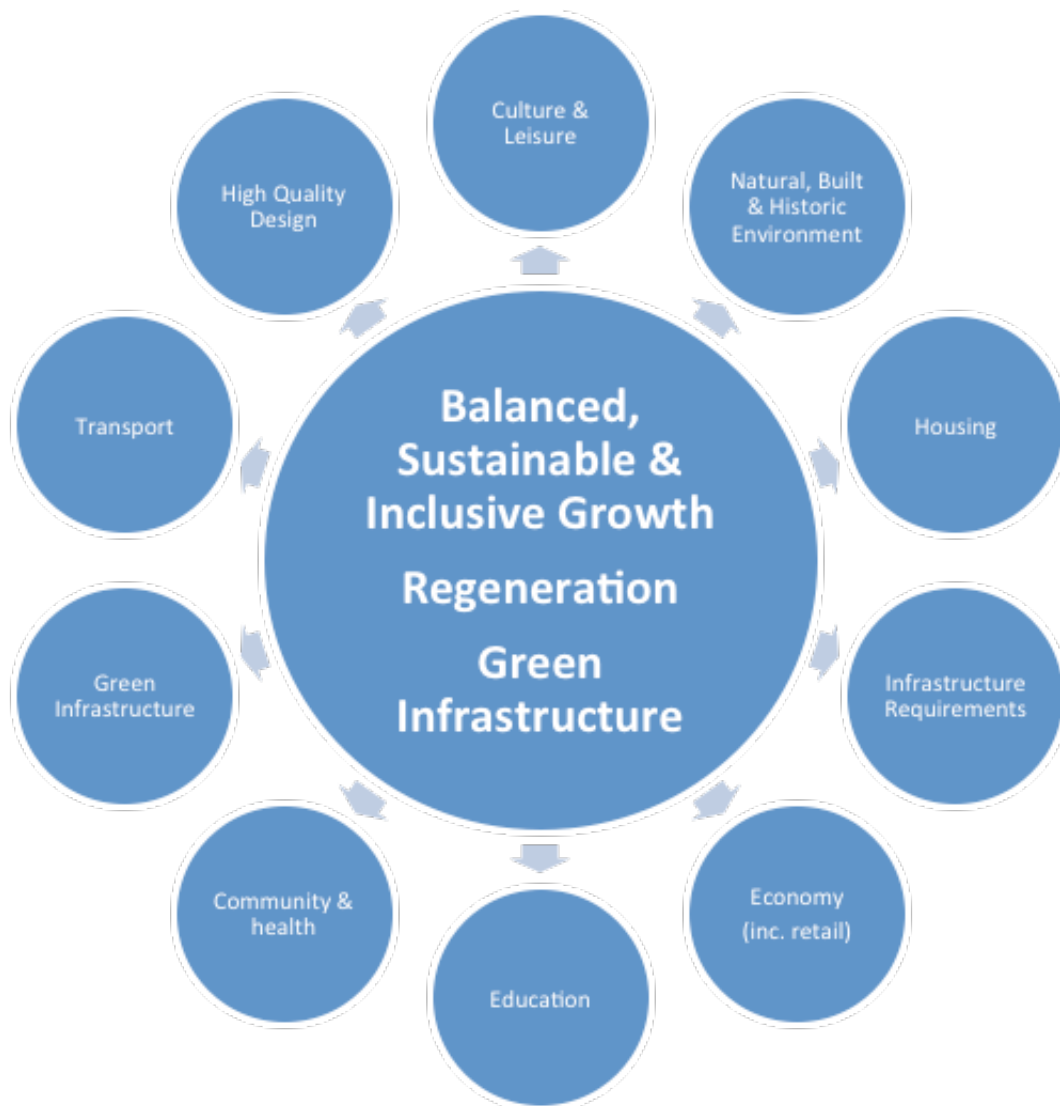 Culture &
Leisure
Natural, Built
& Historic
Environment
Housing
Infrastructure
Requirements
Economy
(inc. retail)
Education
Community &
health
Green
Infrastructure
Transport
High Quality
Design
Balanced,
Sustainable &
Inclusive Growth
Regeneration
Green
Infrastructure